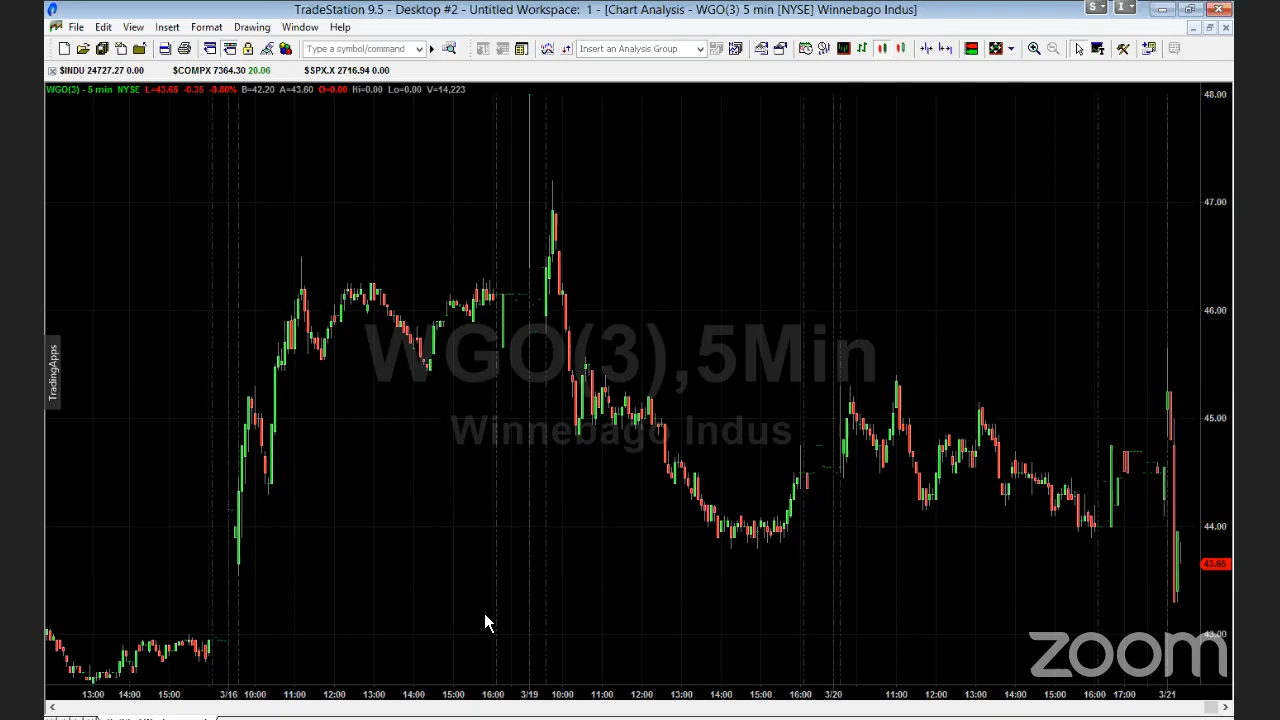 TradeStation 9.5 - Desktop #2 - Untitled Workspace: 1 - [Chart Analysis - WGO(3) 5 min [NYSE] Winnebago Indus]
S I
File Edit View Insert Format Drawing Window Help
Type a symbol/command Insert an Analysis Group
$INDU 24727.27 0.00 $COMPX 7364.30 20.06 $SPX.X 2716.94 0.00
WGO(3) - 5 min NYSE L=43.65 -0.35 -0.80% B=42.20 A=43.60 O=0.00 Hi=0.00 Lo=0.00 V=14,223
48.00
47.00
46.00
WGO(3),5Min
TradingApps
45.00
Winnebago Indus
44.00
43.65
43.00
zoom
13:00 14:00 15:00 3/16 10:00 11:00 12:00 13:00 14:00 15:00 16:00 3/19 10:00 11:00 12:00 13:00 14:00 15:00 16:00 3/20 11:00 12:00 13:00 14:00 15:00 16:00 17:00 3/21